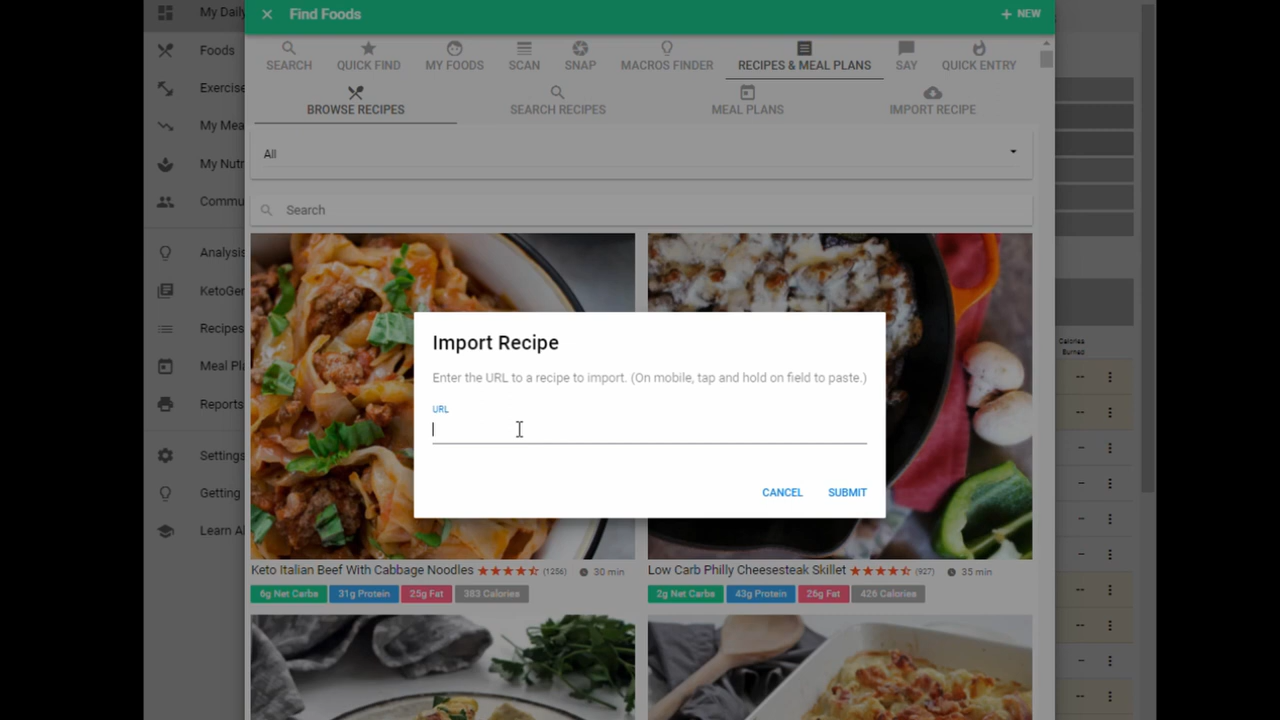 My Daily
Foods
Exercise
My Mea
My Nutr
Commu
Analysis
KetoGen
Recipes
Meal Pla
Reports
Settings
Getting
Learn Al
Find Foods
NEW
SEARCH
QUICK FIND
MY FOODS
SCAN
SNAP
MACROS FINDER
RECIPES & MEAL PLANS
SAY
QUICK ENTRY
BROWSE RECIPES
SEARCH RECIPES
MEAL PLANS
IMPORT RECIPE
All
Search
Import Recipe
Enter the URL to a recipe to import. (On mobile, tap and hold on field to paste.)
URL
CANCEL
SUBMIT
Keto Italian Beef With Cabbage Noodles (1256) 30 min
6g Net Carbs 31g Protein 25g Fat 383 Calories
Low Carb Philly Cheesesteak Skillet (927) 35 min
2g Net Carbs 43g Protein 26g Fat 426 Calories
Calories
Burned
--
--
--
--
--
--
--
--
--
--